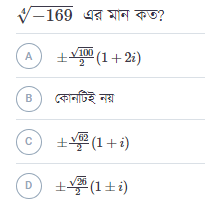 ∜−169 এর মান কত?
A ±√100/2 (1 + 2i)
B কোনটিই নয়
C ±√62/2 (1 + i)
D ±√26/2 (1 ± i)